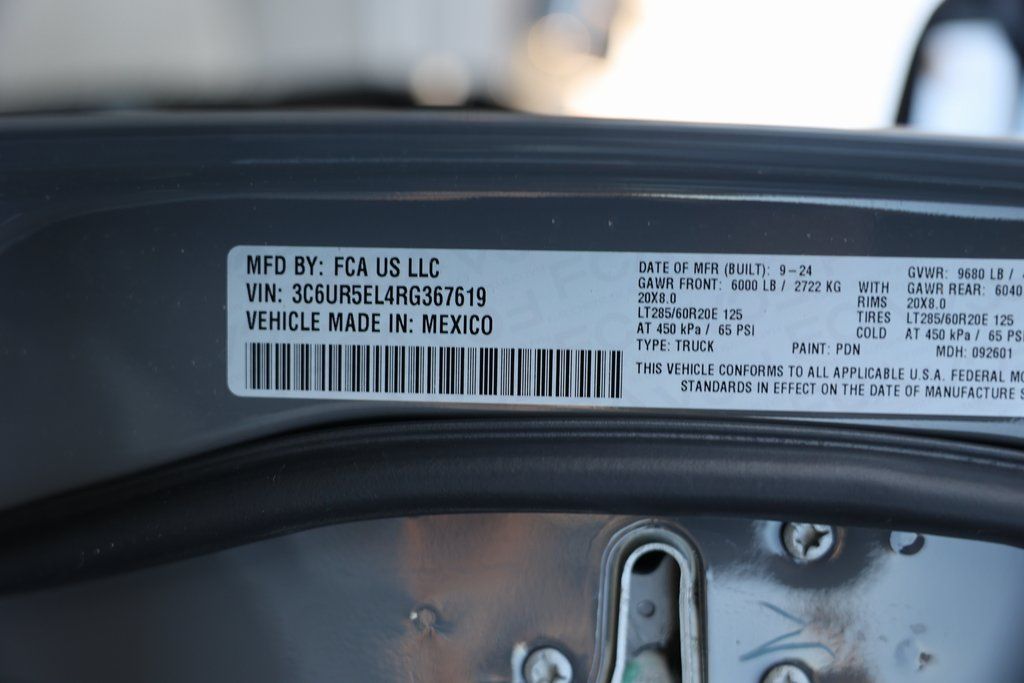 MFD BY: FCA US LLC
VIN: 3C6UR5EL4RG367619
VEHICLE MADE IN: MEXICO
DATE OF MFR (BUILT): 9-24 GVWR: 9680 LB /
GAWR FRONT: 6000 LB / 2722 KG WITH GAWR REAR: 6040
20X8.0 RIMS 20X8.0
LT285/60R20E 125 TIRES LT285/60R20E 125
AT 450 kPa / 65 PSI COLD AT 450 kPa / 65 PSI
TYPE: TRUCK PAINT: PDN MDH: 092601
THIS VEHICLE CONFORMS TO ALL APPLICABLE U.S.A. FEDERAL
STANDARDS IN EFFECT ON THE DATE OF MANUFACTURE